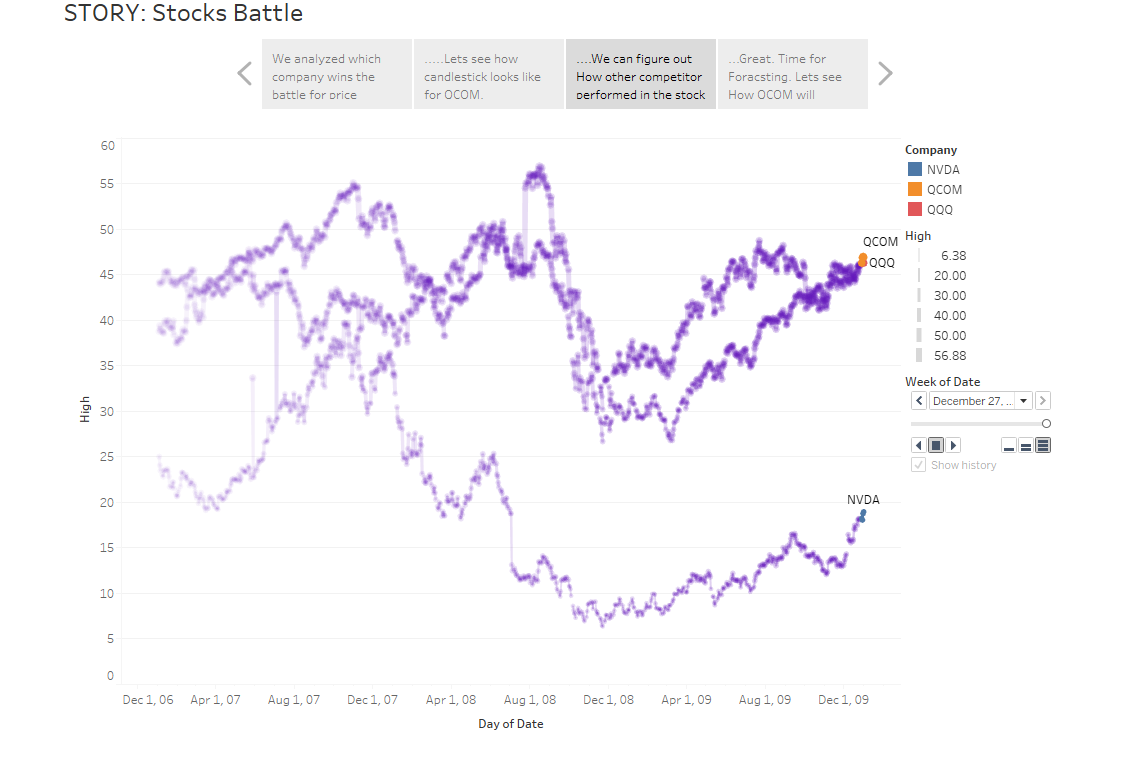 STORY: Stocks Battle
We analyzed which
company wins the
battle for price
.....Lets see how
candlestick looks like
for QCOM.
....We can figure out
How other competitor
performed in the stock
...Great. Time for
Foracsting. Lets see
How QCOM will
60
55
50
45
40
35
30
25
20
15
10
5
0
High
Dec 1, 06
Apr 1, 07
Aug 1, 07
Dec 1, 07
Apr 1, 08
Aug 1, 08
Dec 1, 08
Apr 1, 09
Aug 1, 09
Dec 1, 09
Day of Date
QCOM
QQQ
NVDA
Company
NVDA
QCOM
QQQ
High
6.38
20.00
30.00
40.00
50.00
56.88
Week of Date
December 27, ...
Show history